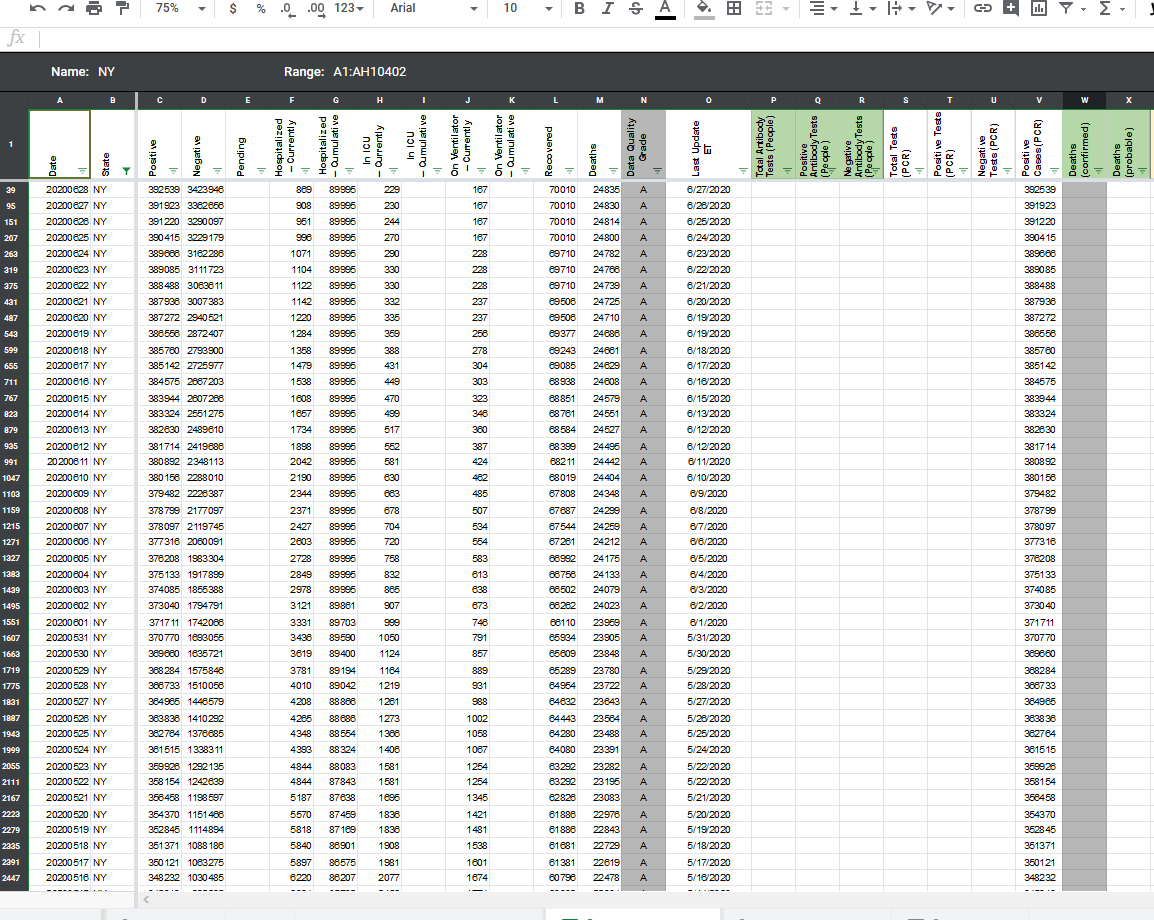 75% $ % .0 .00 123 Arial 10 B I S A
fx
Name: NY Range: A1:AH10402
A B C D E F G H I J K L M N O P Q R S T U V W X
1 Date State Positive Negative Pending Hospitalized – Currently Hospitalized – Cumulative In ICU – Currently In ICU – Cumulative On Ventilator – Currently On Ventilator – Cumulative Recovered Deaths Data Quality Grade Last Update ET Total Antibody Tests (People) Positive Antibody Tests (People) Negative Antibody Tests (People) Total Tests (PCR) Positive Tests (PCR) Negative Tests (PCR) Positive Cases (PCR) Deaths (confirmed) Deaths (probable)
39 20200628 NY 392539 3423946 869 89995 229 167 70010 24835 A 6/27/2020 392539
95 20200627 NY 391923 3362656 908 89995 230 167 70010 24830 A 6/26/2020 391923
151 20200626 NY 391220 3290097 951 89995 244 167 70010 24814 A 6/25/2020 391220
207 20200625 NY 390415 3229179 996 89995 270 167 70010 24800 A 6/24/2020 390415
263 20200624 NY 389666 3162286 1071 89995 290 228 69710 24782 A 6/23/2020 389666
319 20200623 NY 389085 3111723 1104 89995 330 228 69710 24766 A 6/22/2020 389085
375 20200622 NY 388488 3063611 1122 89995 330 228 69710 24739 A 6/21/2020 388488
431 20200621 NY 387936 3007383 1142 89995 332 237 69506 24725 A 6/20/2020 387936
487 20200620 NY 387272 2940521 1220 89995 335 237 69506 24710 A 6/19/2020 387272
543 20200619 NY 386556 2872407 1284 89995 359 256 69377 24686 A 6/19/2020 386556
599 20200618 NY 385760 2793900 1358 89995 388 278 69243 24661 A 6/18/2020 385760
655 20200617 NY 385142 2725977 1479 89995 431 304 69085 24629 A 6/17/2020 385142
711 20200616 NY 384575 2667203 1538 89995 449 303 68938 24608 A 6/16/2020 384575
767 20200615 NY 383944 2607266 1608 89995 470 323 68851 24579 A 6/15/2020 383944
823 20200614 NY 383324 2551275 1657 89995 499 346 68761 24551 A 6/13/2020 383324
879 20200613 NY 382630 2489610 1734 89995 517 360 68584 24527 A 6/12/2020 382630
935 20200612 NY 381714 2419686 1898 89995 552 387 68399 24495 A 6/12/2020 381714
991 20200611 NY 380892 2348113 2042 89995 581 424 68211 24442 A 6/11/2020 380892
1047 20200610 NY 380156 2288010 2190 89995 630 462 68019 24404 A 6/10/2020 380156
1103 20200609 NY 379482 2226387 2344 89995 663 485 67808 24348 A 6/9/2020 379482
1159 20200608 NY 378799 2177097 2371 89995 678 507 67687 24299 A 6/8/2020 378799
1215 20200607 NY 378097 2119745 2427 89995 704 534 67544 24259 A 6/7/2020 378097
1271 20200606 NY 377316 2060091 2603 89995 720 554 67261 24212 A 6/6/2020 377316
1327 20200605 NY 376208 1983304 2728 89995 758 583 66992 24175 A 6/5/2020 376208
1383 20200604 NY 375133 1917899 2849 89995 832 613 66756 24133 A 6/4/2020 375133
1439 20200603 NY 374085 1855388 2978 89995 865 638 66502 24079 A 6/3/2020 374085
1495 20200602 NY 373040 1794791 3121 89861 907 673 66262 24023 A 6/2/2020 373040
1551 20200601 NY 371711 1742066 3331 89703 999 746 66110 23959 A 6/1/2020 371711
1607 20200531 NY 370770 1693055 3436 89590 1050 791 65934 23905 A 5/31/2020 370770
1663 20200530 NY 369660 1635721 3619 89400 1124 857 65609 23848 A 5/30/2020 369660
1719 20200529 NY 368284 1575846 3781 89194 1164 889 65289 23780 A 5/29/2020 368284
1775 20200528 NY 366733 1510056 4010 89042 1219 931 64954 23722 A 5/28/2020 366733
1831 20200527 NY 364965 1446579 4208 88866 1261 988 64632 23643 A 5/27/2020 364965
1887 20200526 NY 363836 1410292 4265 88686 1273 1002 64443 23564 A 5/26/2020 363836
1943 20200525 NY 362764 1376685 4348 88554 1366 1058 64280 23488 A 5/25/2020 362764
1999 20200524 NY 361515 1338311 4393 88324 1406 1067 64080 23391 A 5/24/2020 361515
2055 20200523 NY 359926 1292135 4844 88083 1581 1254 63292 23282 A 5/22/2020 359926
2111 20200522 NY 358154 1242639 4844 87843 1581 1254 63292 23195 A 5/22/2020 358154
2167 20200521 NY 356458 1198597 5187 87638 1695 1345 62826 23083 A 5/21/2020 356458
2223 20200520 NY 354370 1151466 5570 87459 1836 1421 61886 22976 A 5/20/2020 354370
2279 20200519 NY 352845 1114894 5818 87169 1836 1481 61886 22843 A 5/19/2020 352845
2335 20200518 NY 351371 1088186 5840 86901 1908 1538 61681 22729 A 5/18/2020 351371
2391 20200517 NY 350121 1063275 5897 86575 1981 1601 61381 22619 A 5/17/2020 350121
2447 20200516 NY 348232 1030485 6220 86207 2077 1674 60796 22478 A 5/16/2020 348232